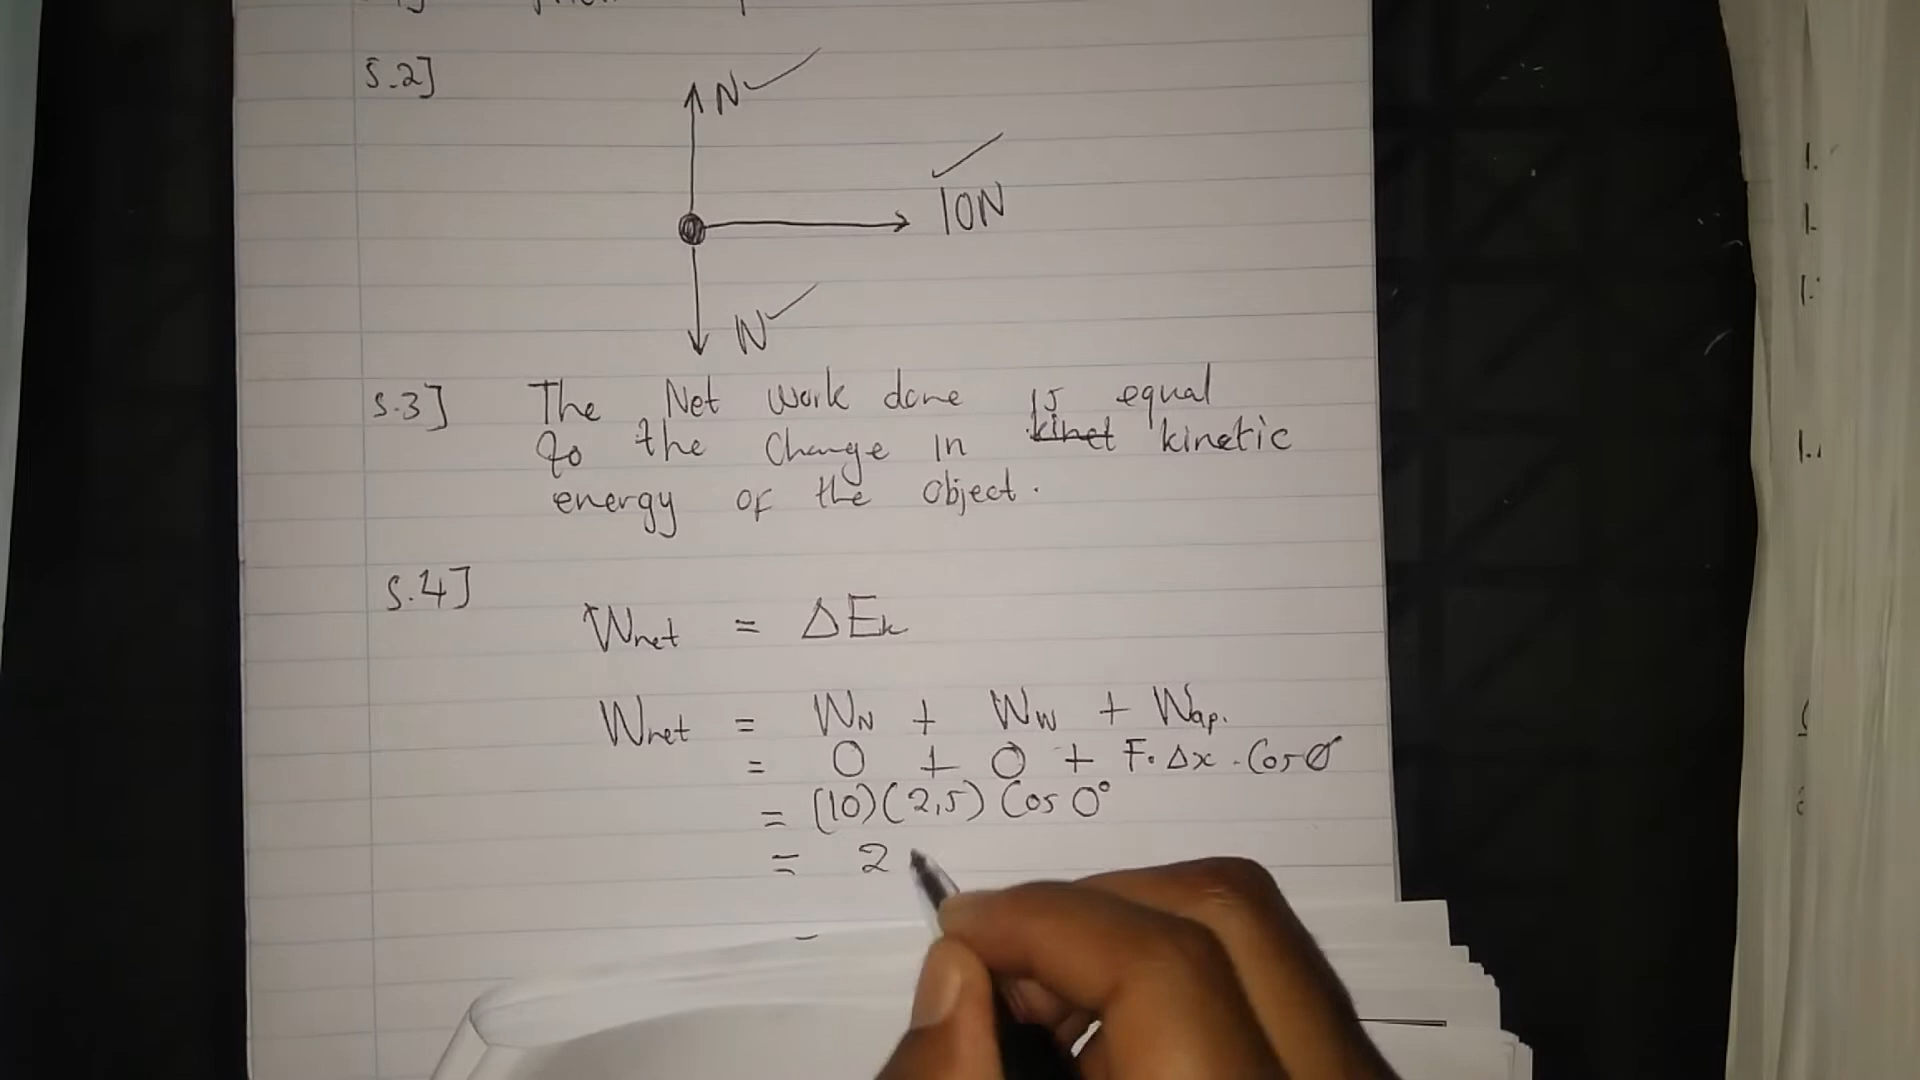 5.2]
N
10N
W
5.3] The Net work done is equal
to the change in kinet kinetic
energy of the object.
5.4]
Wnet = ΔEk
Wnet = WN + Ww + Wap.
= 0 + 0 + F.Δx.Cosθ
= (10)(2,5) Cos 0°
= 2